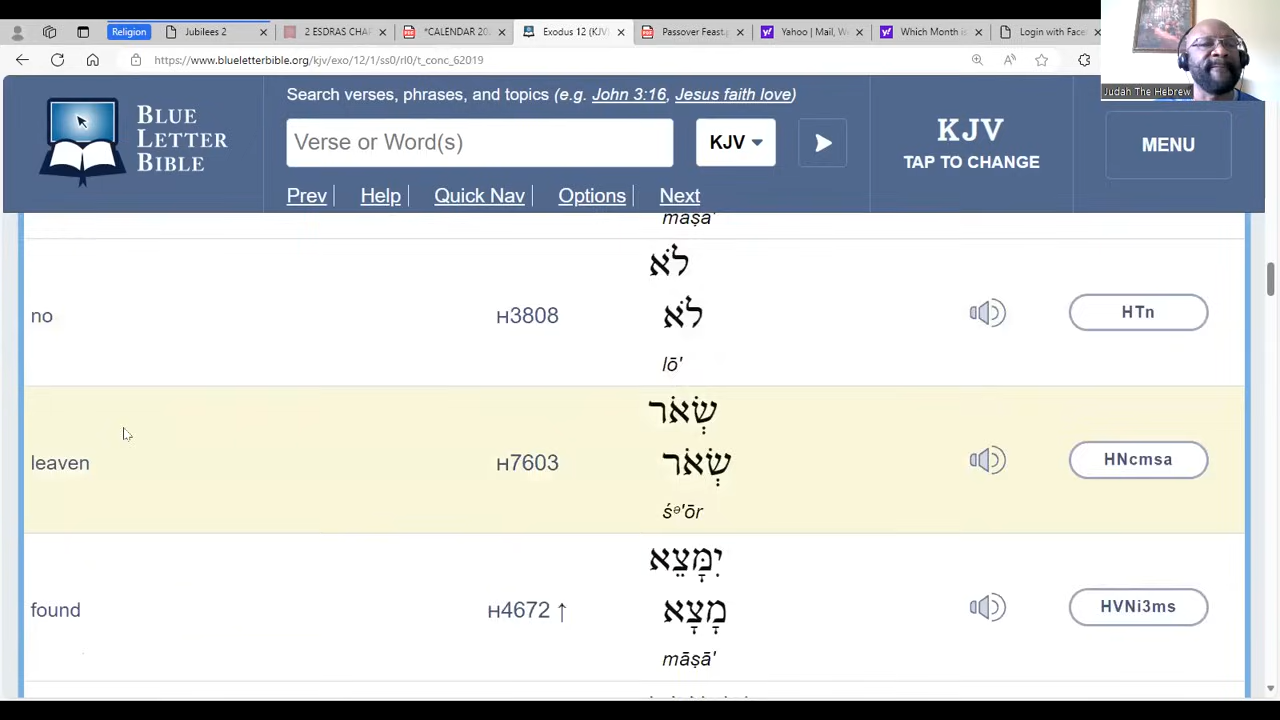 Religion
Jubilees 2
2 ESDRAS CHA
*CALENDAR 20
Exodus 12 (KJV
Passover Feast.p
Yahoo | Mail, We
Which Month is
Login with Face
https://www.blueletterbible.org/kjv/exo/12/1/ss0/rl0/t_conc_62019
Judah The Hebrew
BLUE
LETTER
BIBLE
Search verses, phrases, and topics (e.g. John 3:16, Jesus faith love)
Verse or Word(s)
KJV
KJV
TAP TO CHANGE
MENU
Prev
Help
Quick Nav
Options
Next
māṣā'
no
H3808
לֹא
לֹא
lō'
HTn
leaven
H7603
שְׂאֹר
שְׂאֹר
śᵊ'ōr
HNcmsa
found
H4672 ↑
יִמָּצֵא
מָצָא
māṣā'
HVNi3ms